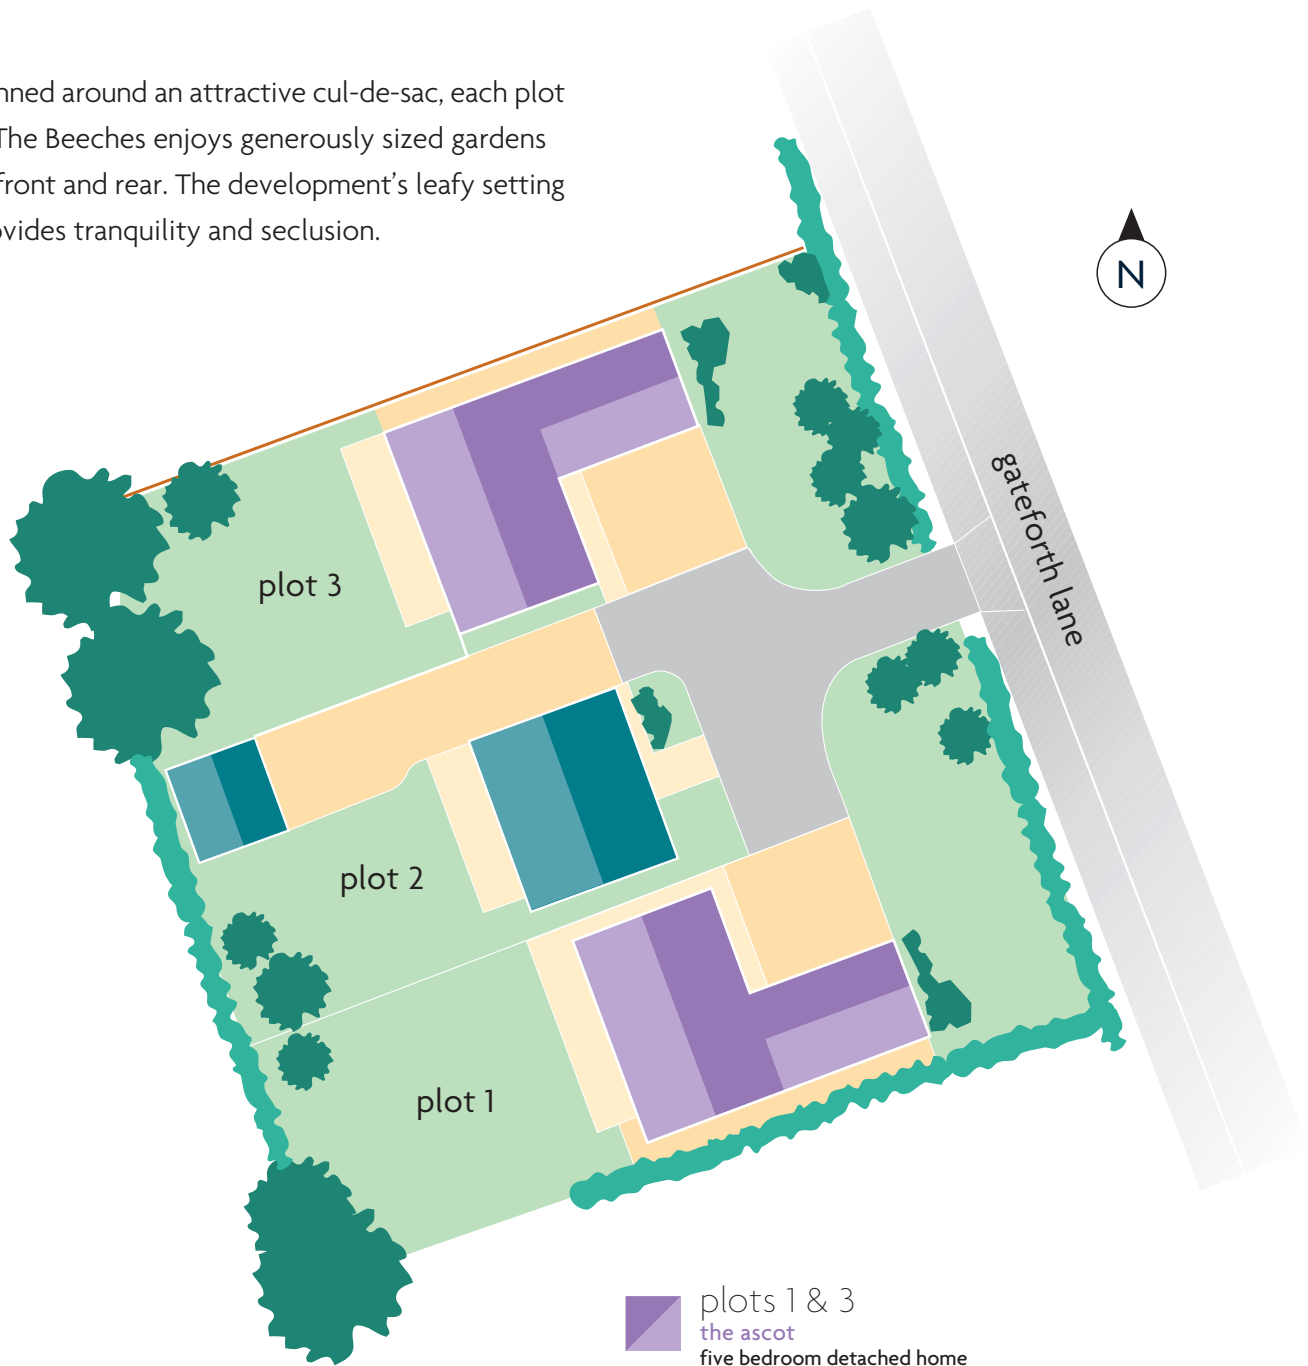 nned around an attractive cul-de-sac, each plot
The Beeches enjoys generously sized gardens
front and rear. The development’s leafy setting
ovides tranquility and seclusion.
N
gateforth lane
plot 3
plot 2
plot 1
plots 1 & 3
the ascot
five bedroom detached home